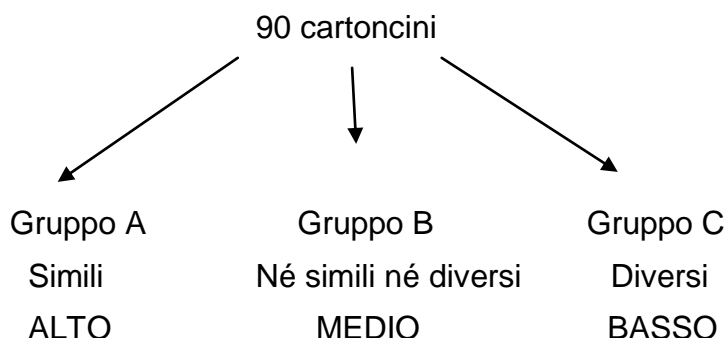 90 cartoncini
Gruppo A Gruppo B Gruppo C
Simili Né simili né diversi Diversi
ALTO MEDIO BASSO